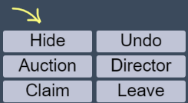 Hide Undo
Auction Director
Claim Leave